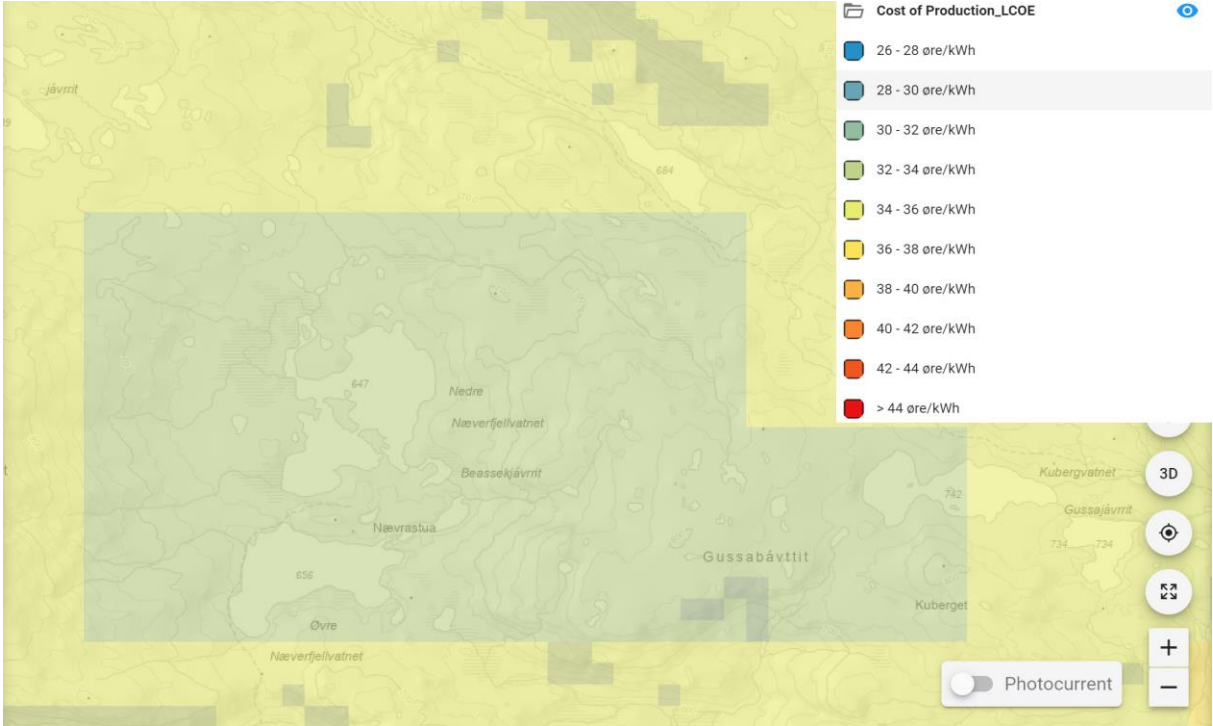 Cost of Production_LCOE
26 - 28 øre/kWh
28 - 30 øre/kWh
30 - 32 øre/kWh
32 - 34 øre/kWh
34 - 36 øre/kWh
36 - 38 øre/kWh
38 - 40 øre/kWh
40 - 42 øre/kWh
42 - 44 øre/kWh
> 44 øre/kWh
jávrrit
684
647
Nedre
Næverfjellvatnet
Beassekjávrrit
Nævrastua
742
Kubergvatnet
Gussajávrrit
734
734
Gussabávttit
656
Øvre
Næverfjellvatnet
Kuberget
3D
Photocurrent
+
−